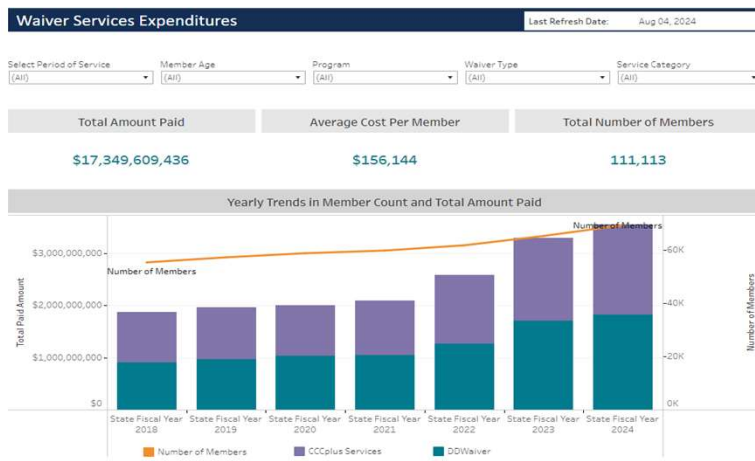 Waiver Services Expenditures
Last Refresh Date: Aug 04, 2024
Select Period of Service
Member Age
Program
Waiver Type
Service Category
(All)
(All)
(All)
(All)
(All)
Total Amount Paid
Average Cost Per Member
Total Number of Members
$17,349,609,436
$156,144
111,113
Yearly Trends in Member Count and Total Amount Paid
Total Paid Amount
$3,000,000,000
$2,000,000,000
$1,000,000,000
$0
Number of Members
Number of Members
60K
40K
20K
0K
Number of Members
State Fiscal Year
2018
State Fiscal Year
2019
State Fiscal Year
2020
State Fiscal Year
2021
State Fiscal Year
2022
State Fiscal Year
2023
State Fiscal Year
2024
Number of Members
CCCplus Services
DDWaiver